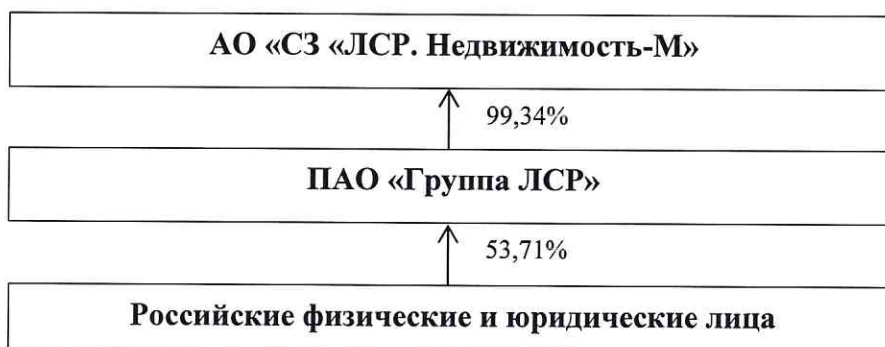 АО «СЗ «ЛСР. Недвижимость-М»
99,34%
ПАО «Группа ЛСР»
53,71%
Российские физические и юридические лица